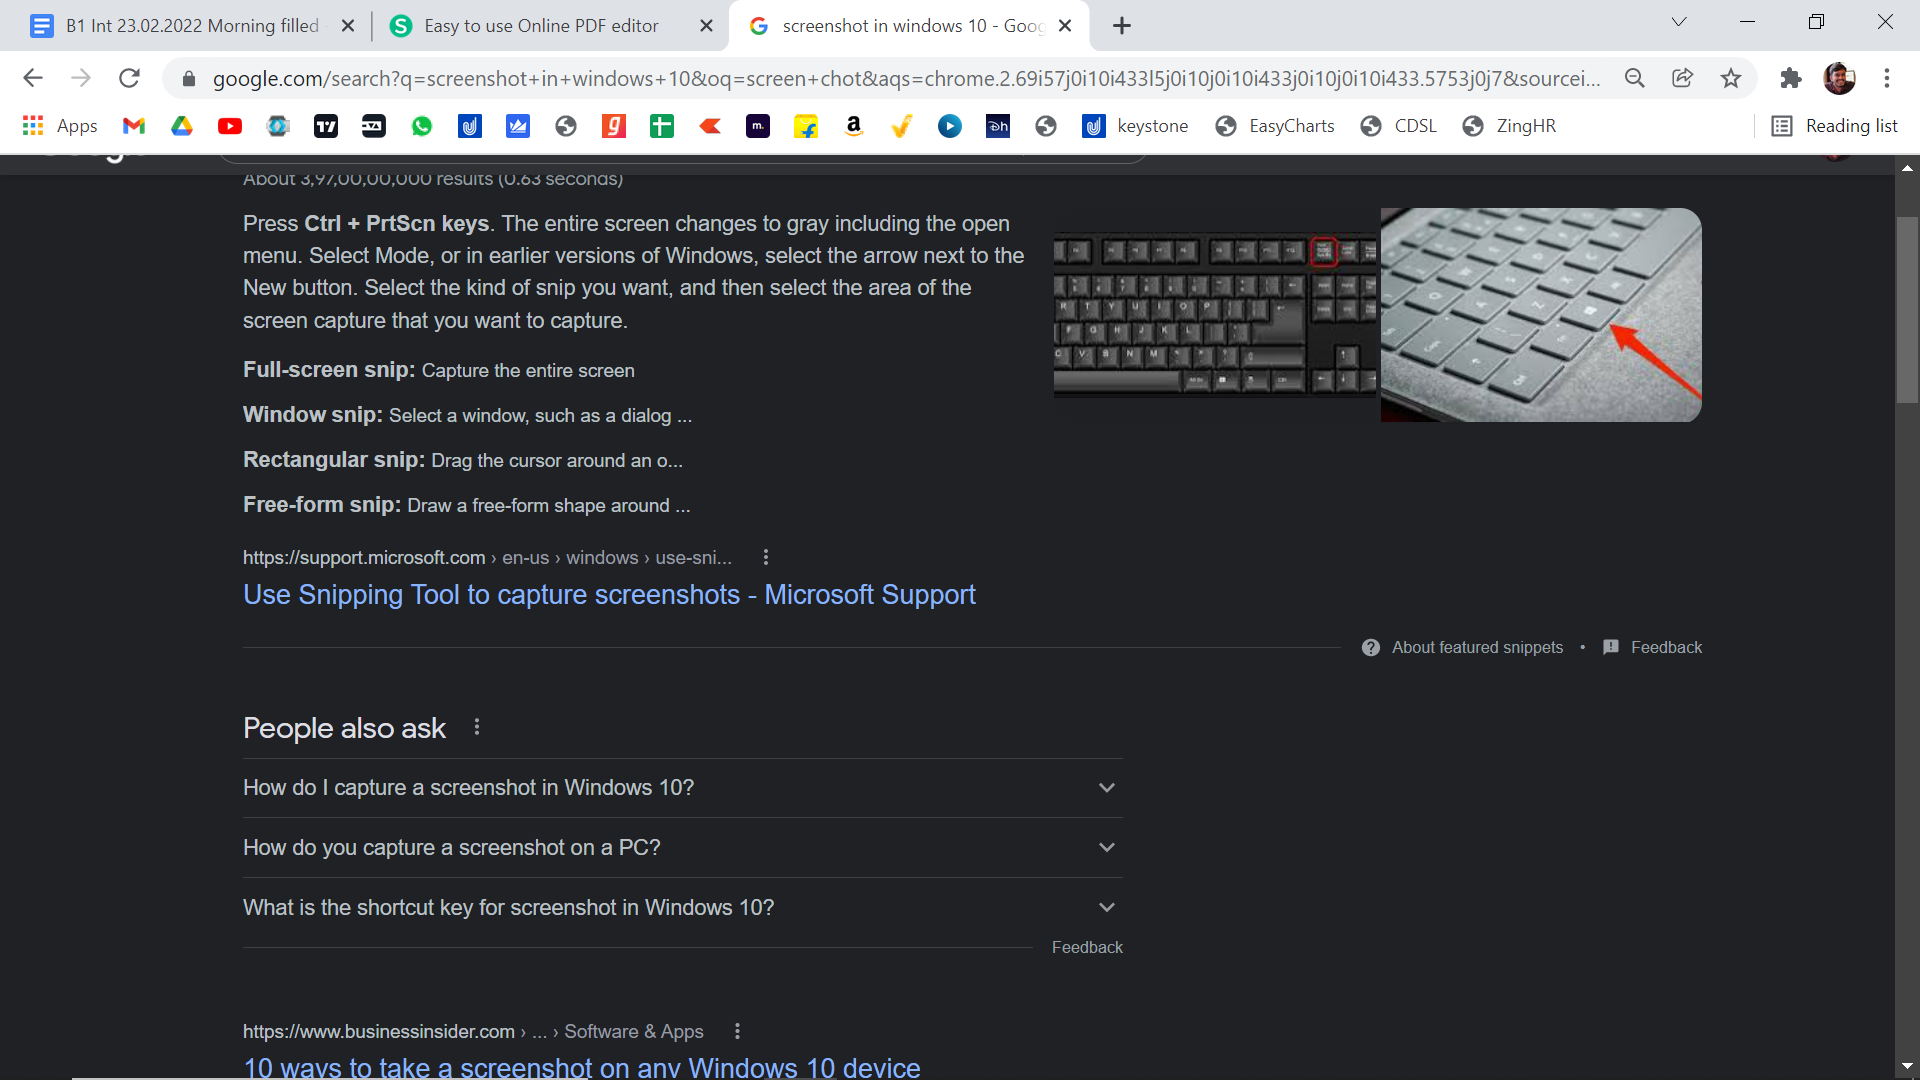 B1 Int 23.02.2022 Morning filled
Easy to use Online PDF editor
screenshot in windows 10 - Goog
google.com/search?q=screenshot+in+windows+10&oq=screen+chot&aqs=chrome.2.69i57j0i10i433l5j0i10j0i10i433j0i10j0i10i433.5753j0j7&sourcei...
Apps
keystone
EasyCharts
CDSL
ZingHR
Reading list
About 3,97,00,00,000 results (0.63 seconds)
Press Ctrl + PrtScn keys. The entire screen changes to gray including the open
menu. Select Mode, or in earlier versions of Windows, select the arrow next to the
New button. Select the kind of snip you want, and then select the area of the
screen capture that you want to capture.
Full-screen snip: Capture the entire screen
Window snip: Select a window, such as a dialog ...
Rectangular snip: Drag the cursor around an o...
Free-form snip: Draw a free-form shape around ...
https://support.microsoft.com › en-us › windows › use-sni...
Use Snipping Tool to capture screenshots - Microsoft Support
About featured snippets • Feedback
People also ask
How do I capture a screenshot in Windows 10?
How do you capture a screenshot on a PC?
What is the shortcut key for screenshot in Windows 10?
Feedback
https://www.businessinsider.com › ... › Software & Apps
10 ways to take a screenshot on any Windows 10 device